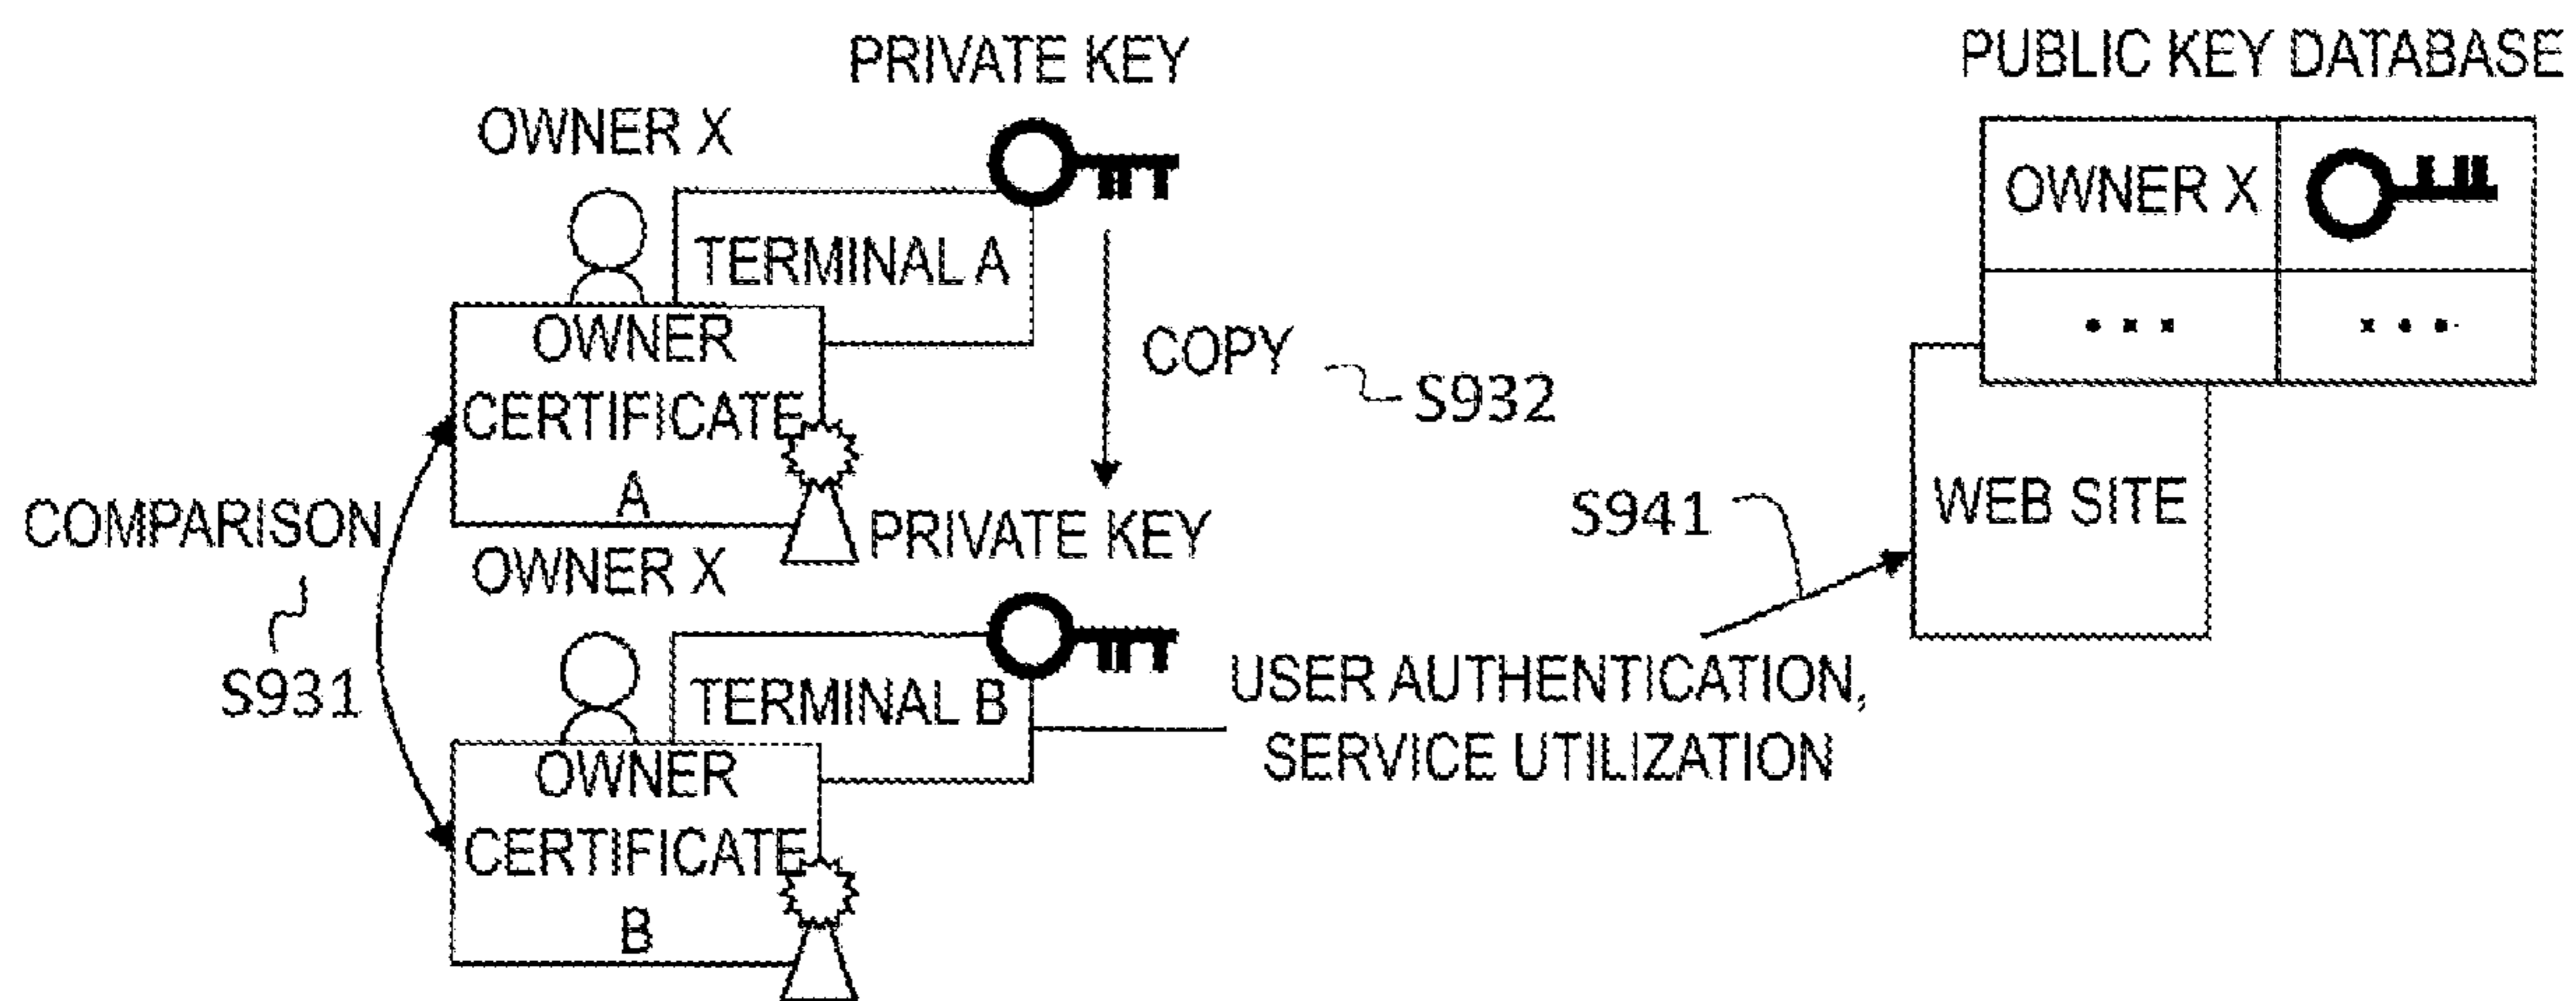 PRIVATE KEY
PUBLIC KEY DATABASE
OWNER X
OWNER X
TERMINAL A
OWNER
CERTIFICATE
A
COPY
S932
COMPARISON
S931
OWNER X
PRIVATE KEY
S941
WEB SITE
TERMINAL B
OWNER
CERTIFICATE
B
USER AUTHENTICATION,
SERVICE UTILIZATION